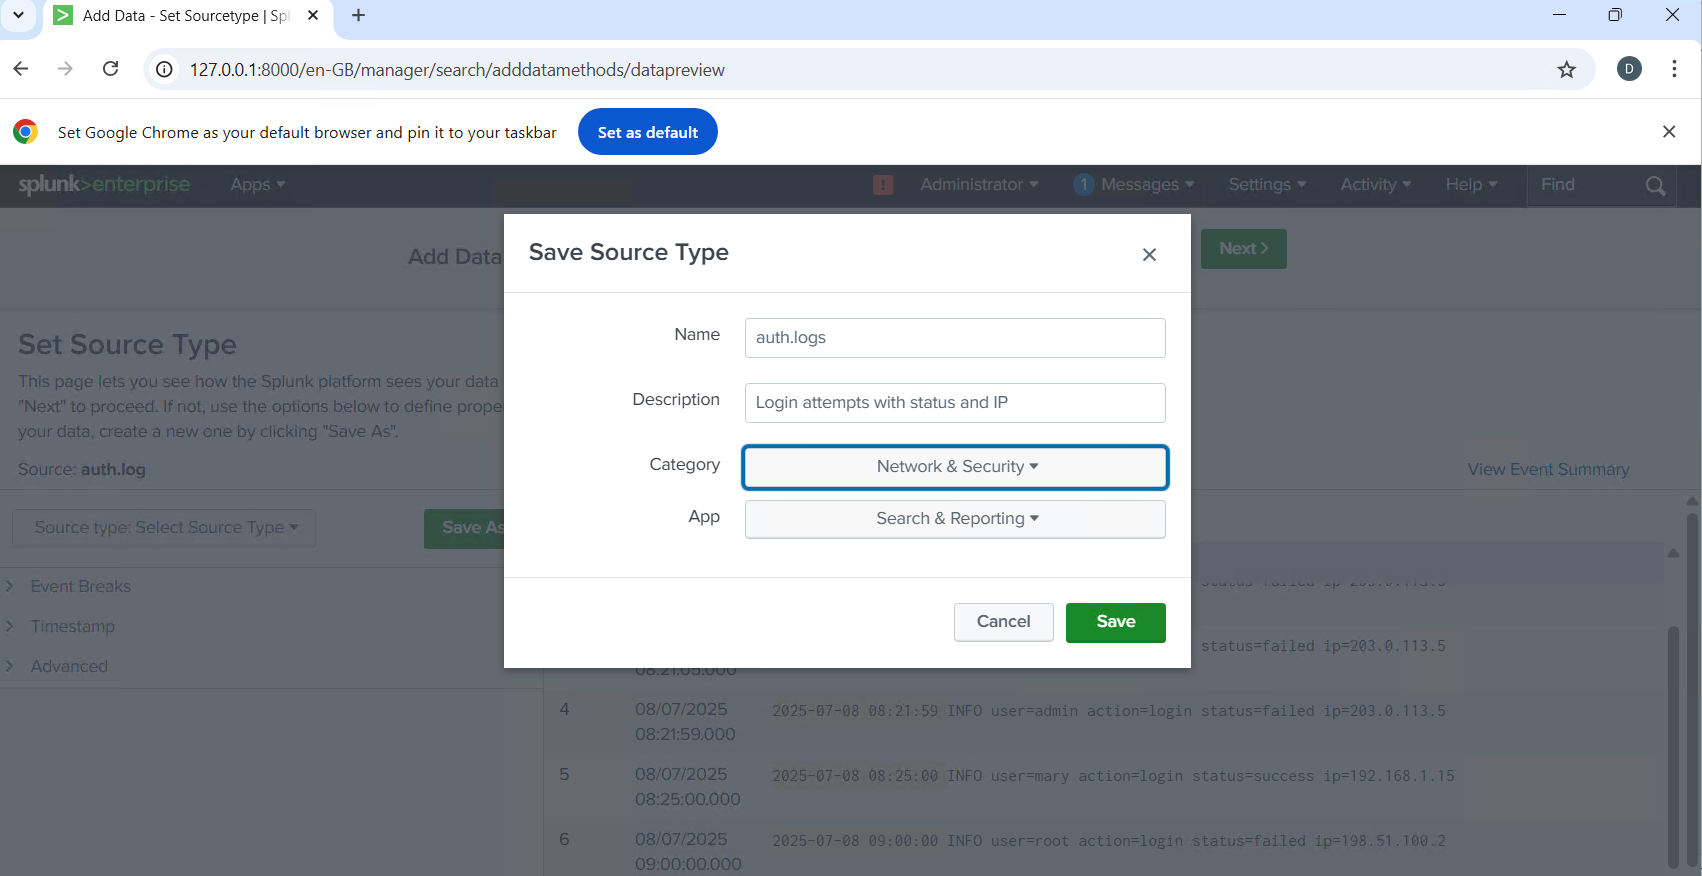 Add Data - Set Sourcetype | Spl
127.0.0.1:8000/en-GB/manager/search/adddatamethods/datapreview
D
Set Google Chrome as your default browser and pin it to your taskbar
Set as default
splunk>enterprise
Apps
!
Administrator
1 Messages
Settings
Activity
Help
Find
Add Data
Next >
Save Source Type
Name
auth.logs
Description
Login attempts with status and IP
Category
Network & Security
App
Search & Reporting
Cancel
Save
Set Source Type
This page lets you see how the Splunk platform sees your data
"Next" to proceed. If not, use the options below to define prope
your data, create a new one by clicking "Save As".
Source: auth.log
View Event Summary
Source type: Select Source Type
Save As
Event Breaks
Timestamp
Advanced
status=failed ip=203.0.113.5
status=failed ip=203.0.113.5
08:21:05.000
4 08/07/2025 2025-07-08 08:21:59 INFO user=admin action=login status=failed ip=203.0.113.5
08:21:59.000
5 08/07/2025 2025-07-08 08:25:00 INFO user=mary action=login status=success ip=192.168.1.15
08:25:00.000
6 08/07/2025 2025-07-08 09:00:00 INFO user=root action=login status=failed ip=198.51.100.2
09:00:00.000